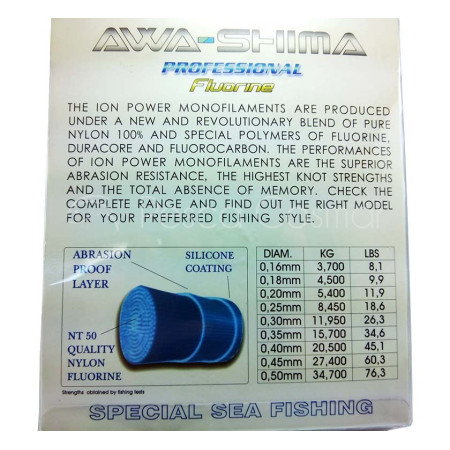 AWA-SHIMA
PROFESSIONAL
Fluorine
THE ION POWER MONOFILAMENTS ARE PRODUCED
UNDER A NEW AND REVOLUTIONARY BLEND OF PURE
NYLON 100% AND SPECIAL POLYMERS OF FLUORINE,
DURACORE AND FLUOROCARBON. THE PERFORMANCES
OF ION POWER MONOFILAMENTS ARE THE SUPERIOR
ABRASION RESISTANCE, THE HIGHEST KNOT STRENGTHS
AND THE TOTAL ABSENCE OF MEMORY. CHECK THE
COMPLETE RANGE AND FIND OUT THE RIGHT MODEL
FOR YOUR PREFERRED FISHING STYLE.
ABRASION
PROOF
LAYER
SILICONE
COATING
NT 50
QUALITY
NYLON
FLUORINE
Strengths obtained by fishing tests
DIAM. KG LBS
0,16mm 3,700 8,1
0,18mm 4,500 9,9
0,20mm 5,400 11,9
0,25mm 8,450 18.6
0,30mm 11,950 26,3
0,35mm 15,700 34,6
0,40mm 20,500 45,1
0,45mm 27,400 60,3
0,50mm 34,700 76,3
SPECIAL SEA FISHING